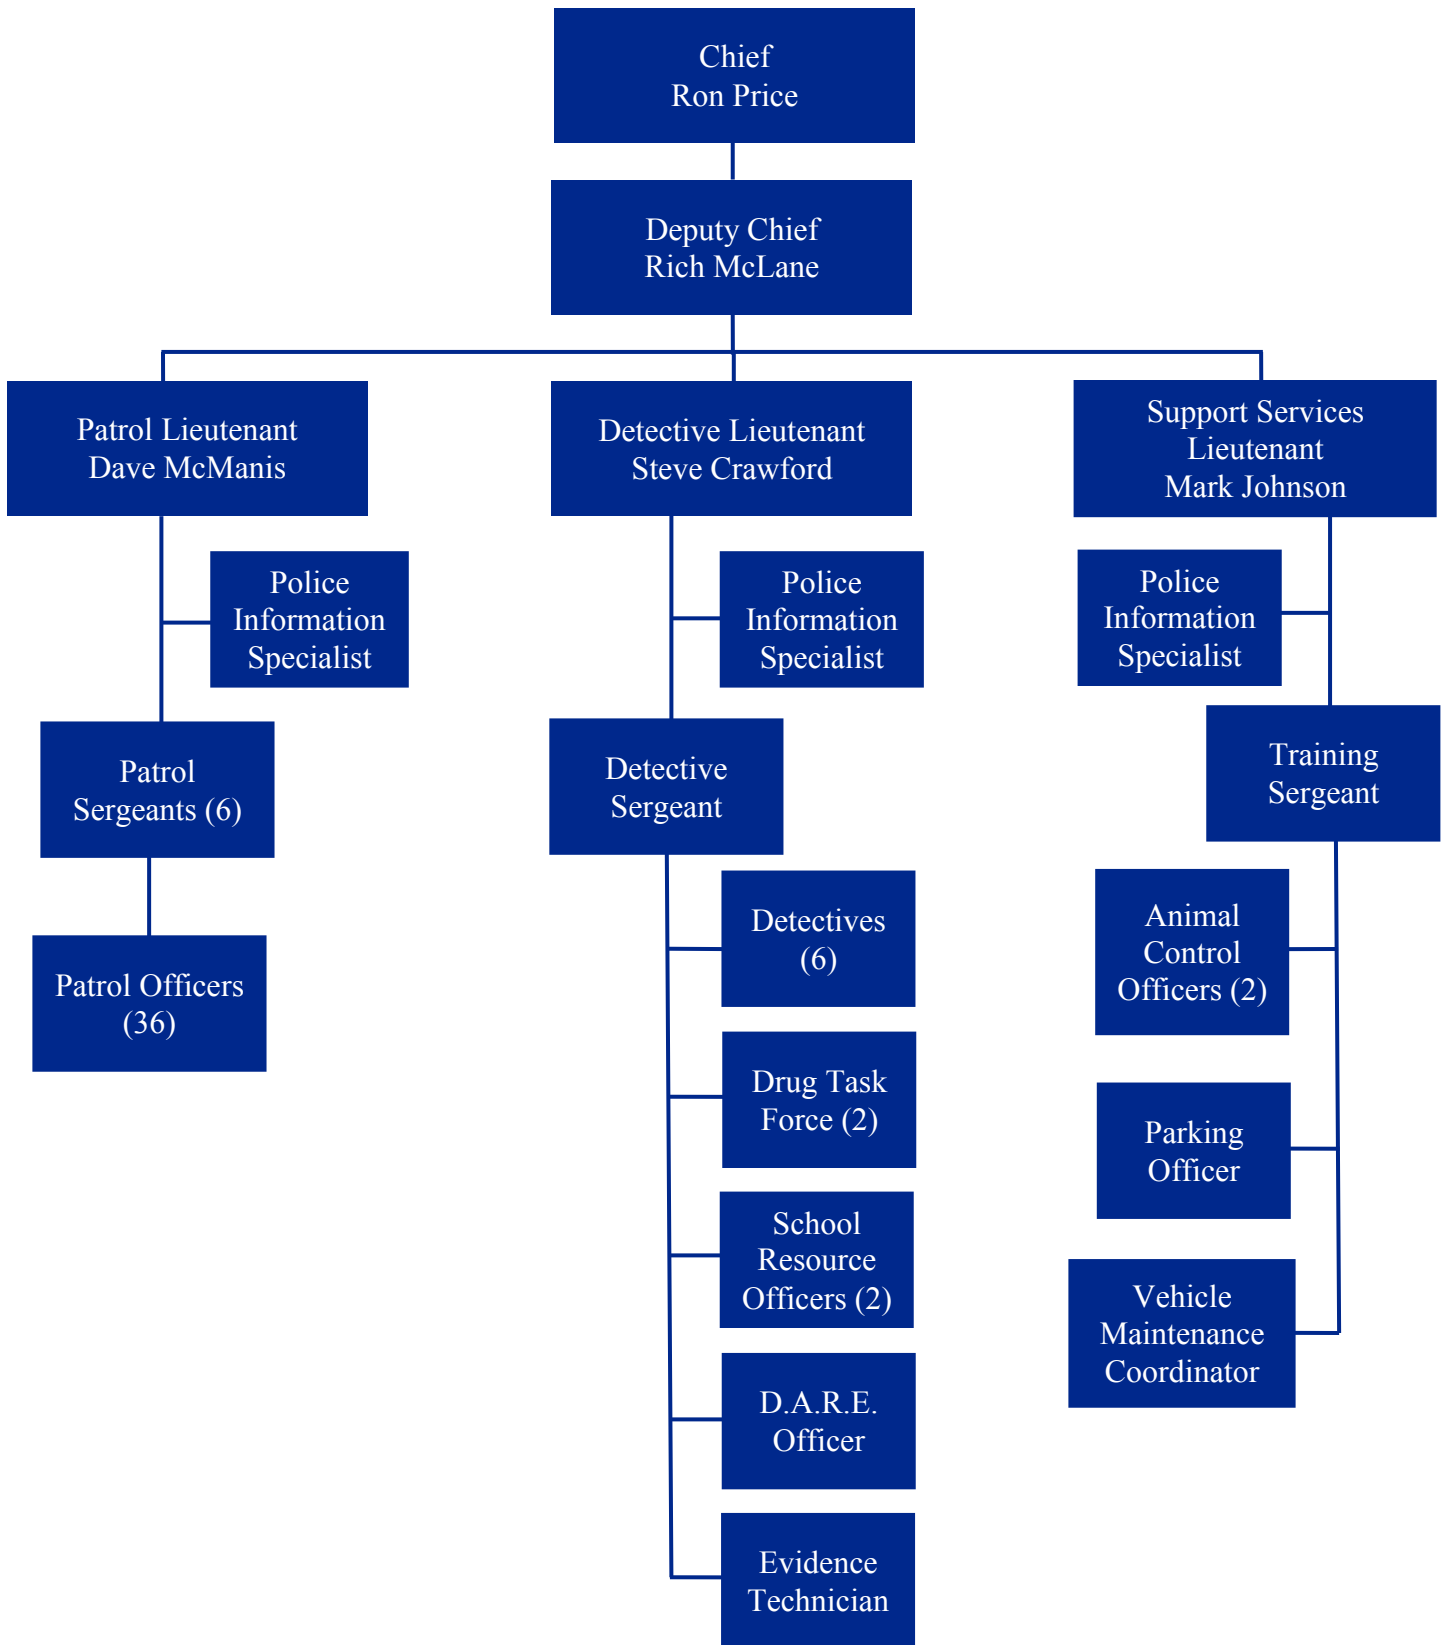 Chief
Ron Price
Deputy Chief
Rich McLane
Patrol Lieutenant
Dave McManis
Detective Lieutenant
Steve Crawford
Support Services
Lieutenant
Mark Johnson
Police
Information
Specialist
Police
Information
Specialist
Police
Information
Specialist
Patrol
Sergeants (6)
Detective
Sergeant
Training
Sergeant
Patrol Officers
(36)
Detectives
(6)
Drug Task
Force (2)
School
Resource
Officers (2)
D.A.R.E.
Officer
Evidence
Technician
Animal
Control
Officers (2)
Parking
Officer
Vehicle
Maintenance
Coordinator